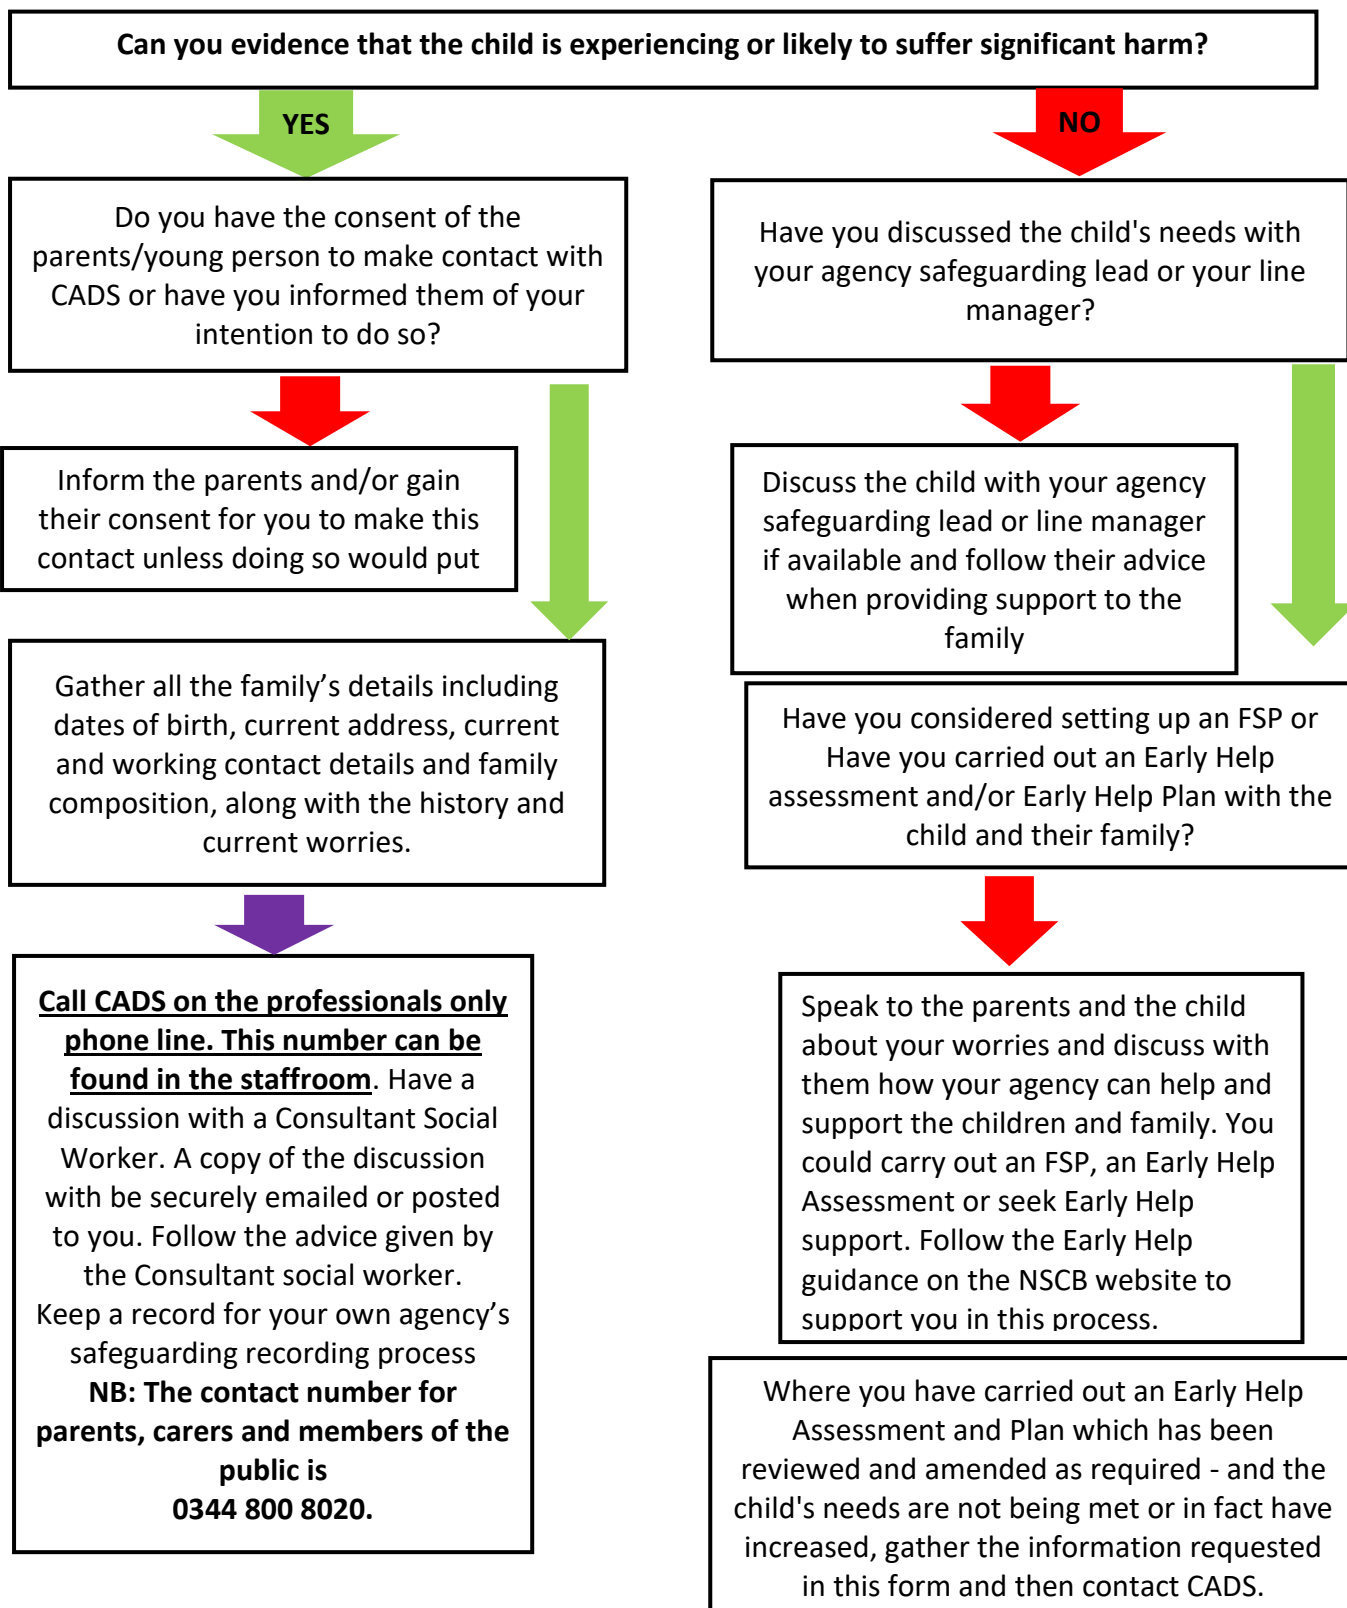 Can you evidence that the child is experiencing or likely to suffer significant harm?
YES
NO
Do you have the consent of the
parents/young person to make contact with
CADS or have you informed them of your
intention to do so?
Have you discussed the child's needs with
your agency safeguarding lead or your line
manager?
Inform the parents and/or gain
their consent for you to make this
contact unless doing so would put
Discuss the child with your agency
safeguarding lead or line manager
if available and follow their advice
when providing support to the
family
Gather all the family’s details including
dates of birth, current address, current
and working contact details and family
composition, along with the history and
current worries.
Have you considered setting up an FSP or
Have you carried out an Early Help
assessment and/or Early Help Plan with the
child and their family?
Call CADS on the professionals only
phone line. This number can be
found in the staffroom. Have a
discussion with a Consultant Social
Worker. A copy of the discussion
with be securely emailed or posted
to you. Follow the advice given by
the Consultant social worker.
Keep a record for your own agency’s
safeguarding recording process
NB: The contact number for
parents, carers and members of the
public is
0344 800 8020.
Speak to the parents and the child
about your worries and discuss with
them how your agency can help and
support the children and family. You
could carry out an FSP, an Early Help
Assessment or seek Early Help
support. Follow the Early Help
guidance on the NSCB website to
support you in this process.
Where you have carried out an Early Help
Assessment and Plan which has been
reviewed and amended as required - and the
child's needs are not being met or in fact have
increased, gather the information requested
in this form and then contact CADS.